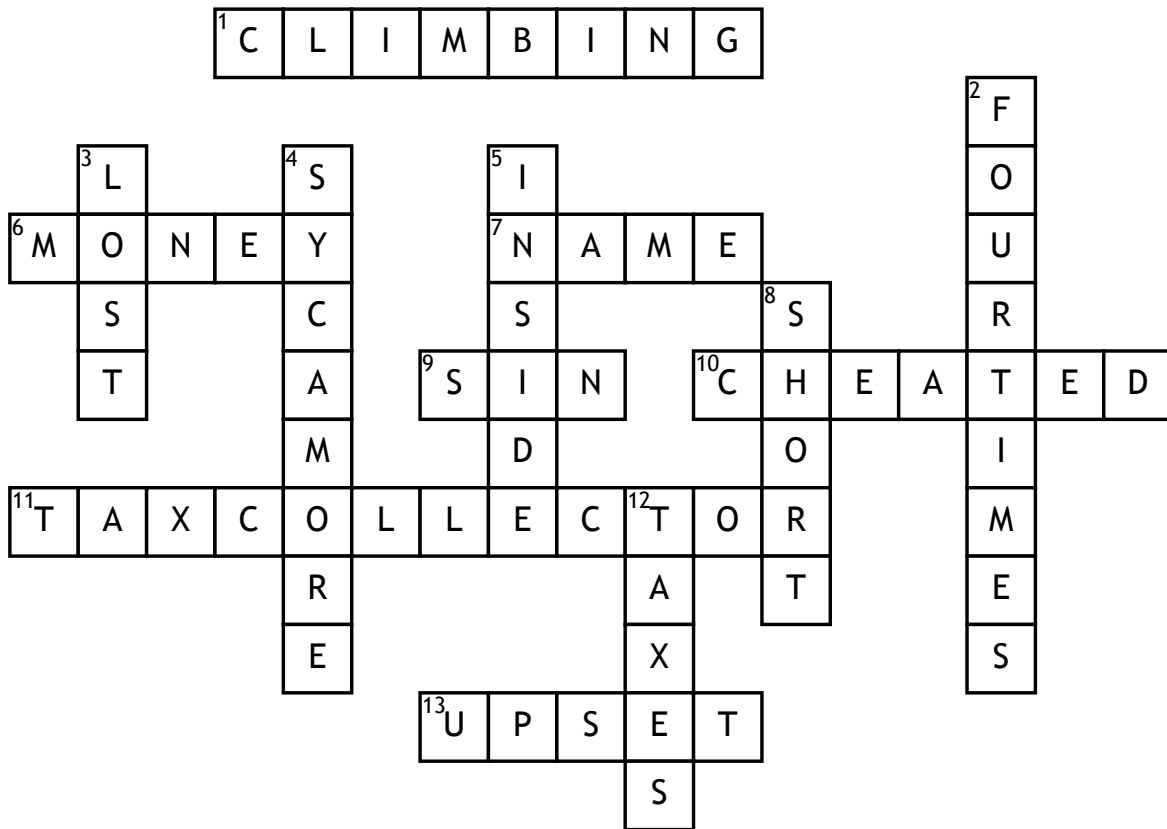 1 C L I M B I N G
2 F
3 L 4 S 5 I O
6 M O N E Y 7 N A M E U
S C S 8 S R
T A 9 S I N 10 C H E A T E D
M D O I
11 T A X C O L L E C 12 T O R M
R A T E
E X S
13 U P S E T
S